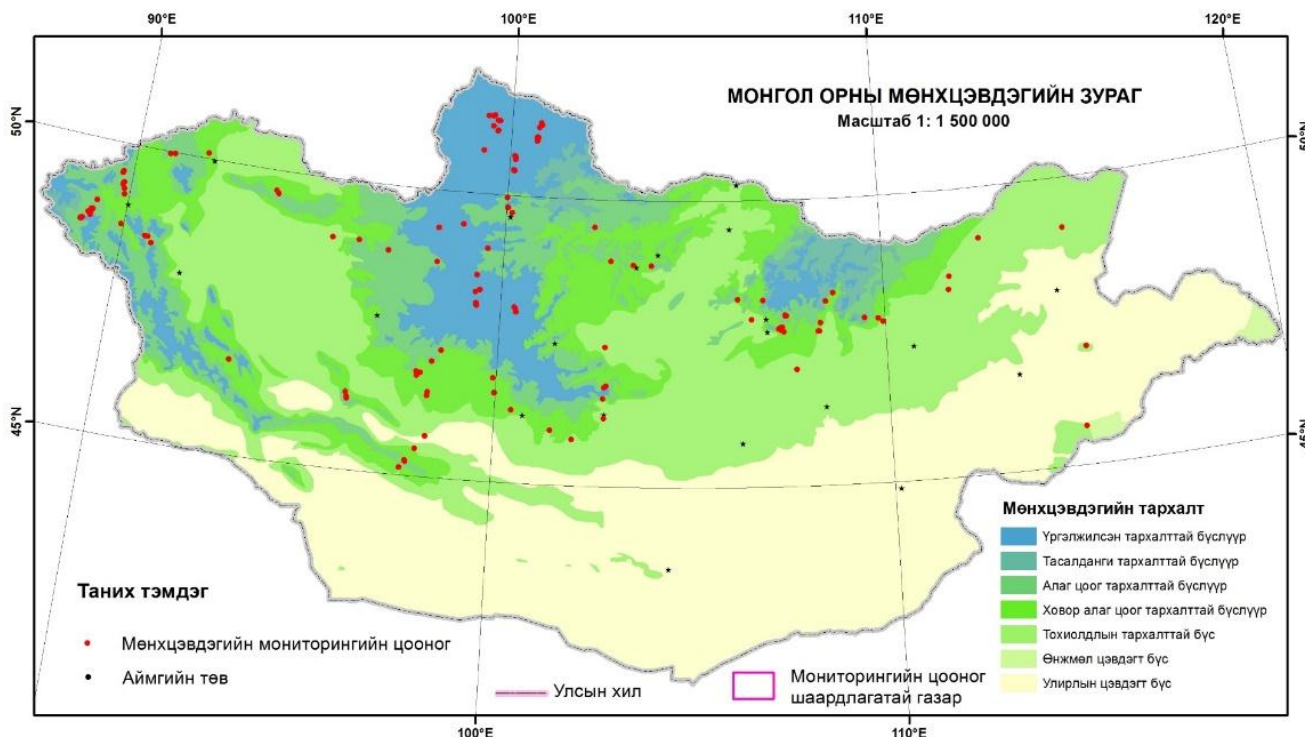 90°E 100°E 110°E 120°E
МОНГОЛ ОРНЫ МӨНХЦЭВДЭГИЙН ЗУРАГ
Масштаб 1: 1 500 000
50°N 50°N
45°N 45°N
Мөнхцэвдэгийн тархалт
Үргэлжилсэн тархалттай бүслүүр
Тасалданги тархалттай бүслүүр
Алаг цоог тархалттай бүслүүр
Ховор алаг цоог тархалттай бүслүүр
Тохиолдлын тархалттай бүс
Өнжмөл цэвдэгт бүс
Улирлын цэвдэгт бүс
Таних тэмдэг
Мөнхцэвдэгийн мониторингийн цооног
Аймгийн төв
Улсын хил
Мониторингийн цооног
шаардлагатай газар
100°E 110°E